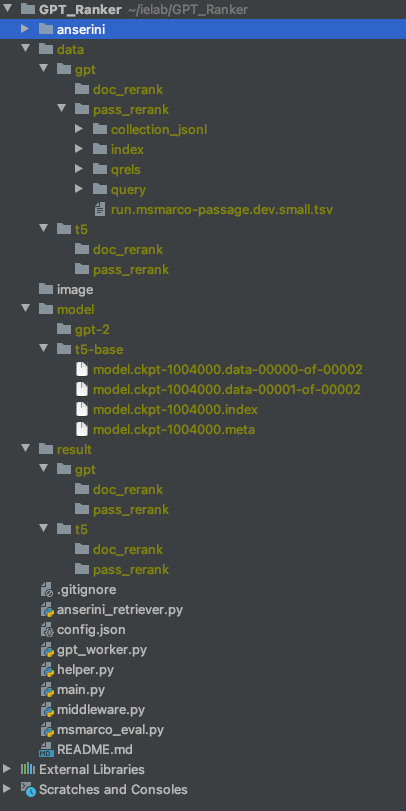 GPT_Ranker ~/ielab/GPT_Ranker
anserini
data
gpt
doc_rerank
pass_rerank
collection_jsonl
index
qrels
query
run.msmarco-passage.dev.small.tsv
t5
doc_rerank
pass_rerank
image
model
gpt-2
t5-base
model.ckpt-1004000.data-00000-of-00002
model.ckpt-1004000.data-00001-of-00002
model.ckpt-1004000.index
model.ckpt-1004000.meta
result
gpt
doc_rerank
pass_rerank
t5
doc_rerank
pass_rerank
.gitignore
anserini_retriever.py
config.json
gpt_worker.py
helper.py
main.py
middleware.py
msmarco_eval.py
README.md
External Libraries
Scratches and Consoles